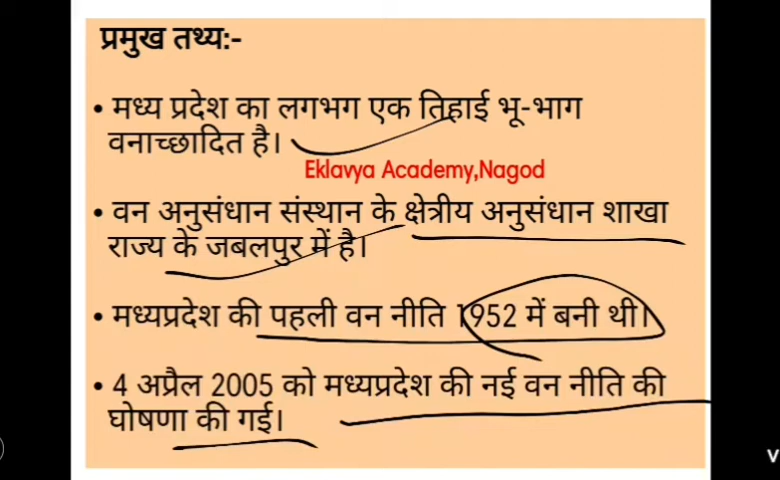 प्रमुख तथ्य:-
• मध्य प्रदेश का लगभग एक तिहाई भू-भाग
वनाच्छादित है।
Eklavya Academy,Nagod
• वन अनुसंधान संस्थान के क्षेत्रीय अनुसंधान शाखा
राज्य के जबलपुर में है।
• मध्यप्रदेश की पहली वन नीति 1952 में बनी थी।
• 4 अप्रैल 2005 को मध्यप्रदेश की नई वन नीति की
घोषणा की गई।